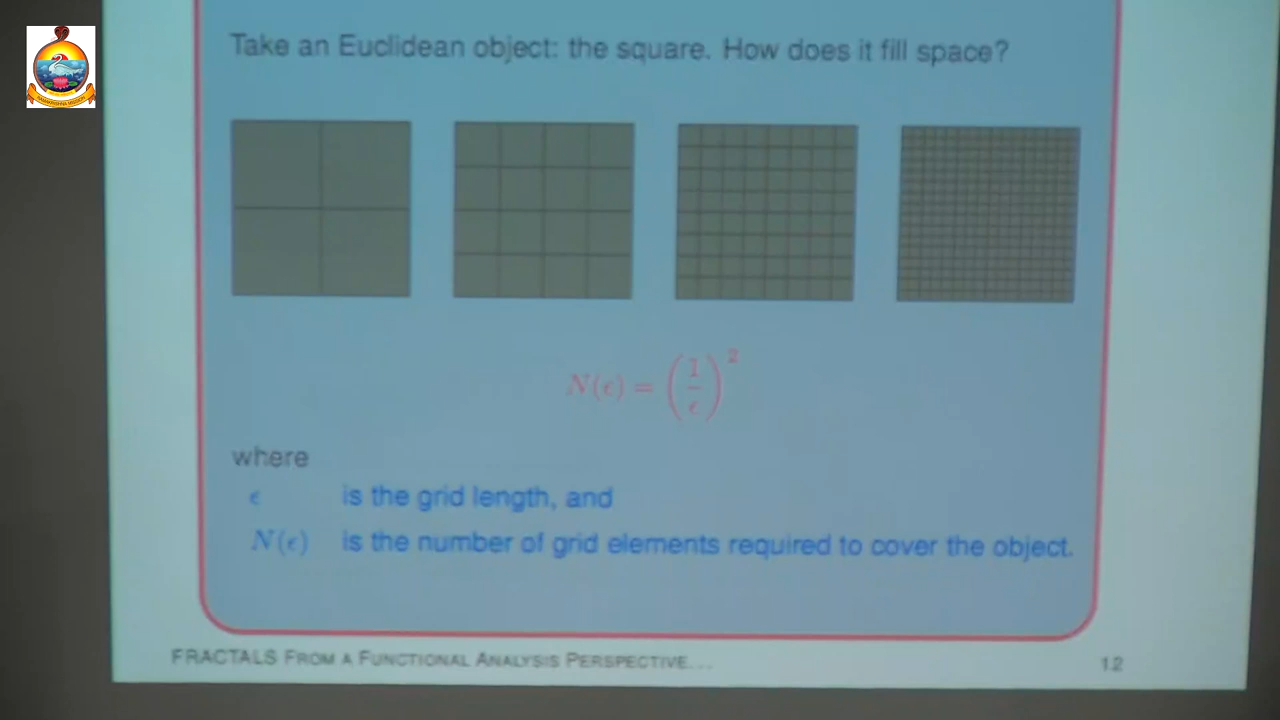 Take an Euclidean object: the square. How does it fill space?
N(ϵ) = (1/ϵ)²
where
ϵ is the grid length, and
N(ϵ) is the number of grid elements required to cover the object.
FRACTALS FROM A FUNCTIONAL ANALYSIS PERSPECTIVE... 12